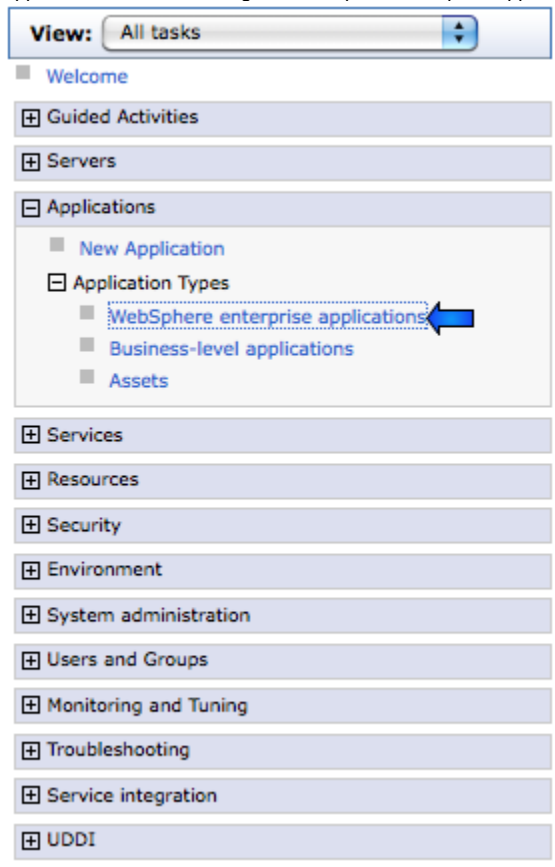 View: All tasks
Welcome
Guided Activities
Servers
Applications
New Application
Application Types
WebSphere enterprise applications
Business-level applications
Assets
Services
Resources
Security
Environment
System administration
Users and Groups
Monitoring and Tuning
Troubleshooting
Service integration
UDDI